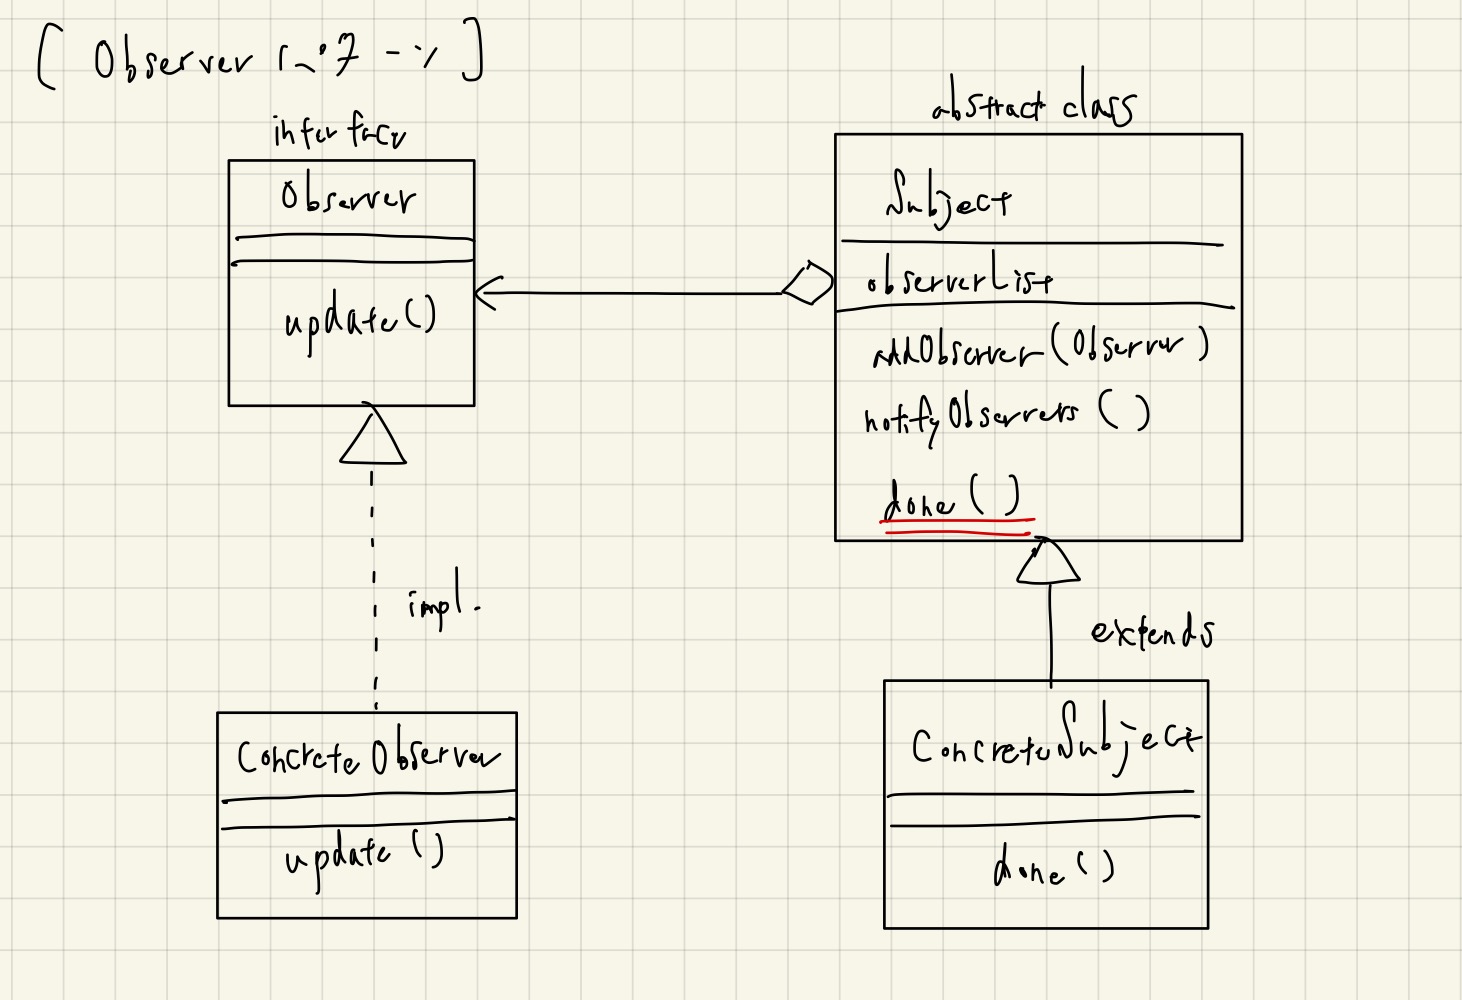 [ Observer パターン ]
interface
Observer
update()
abstract class
Subject
observerList
addObserver(Observer)
notifyObservers ()
done()
impl.
extends
ConcreteObserver
update()
ConcreteSubject
done()